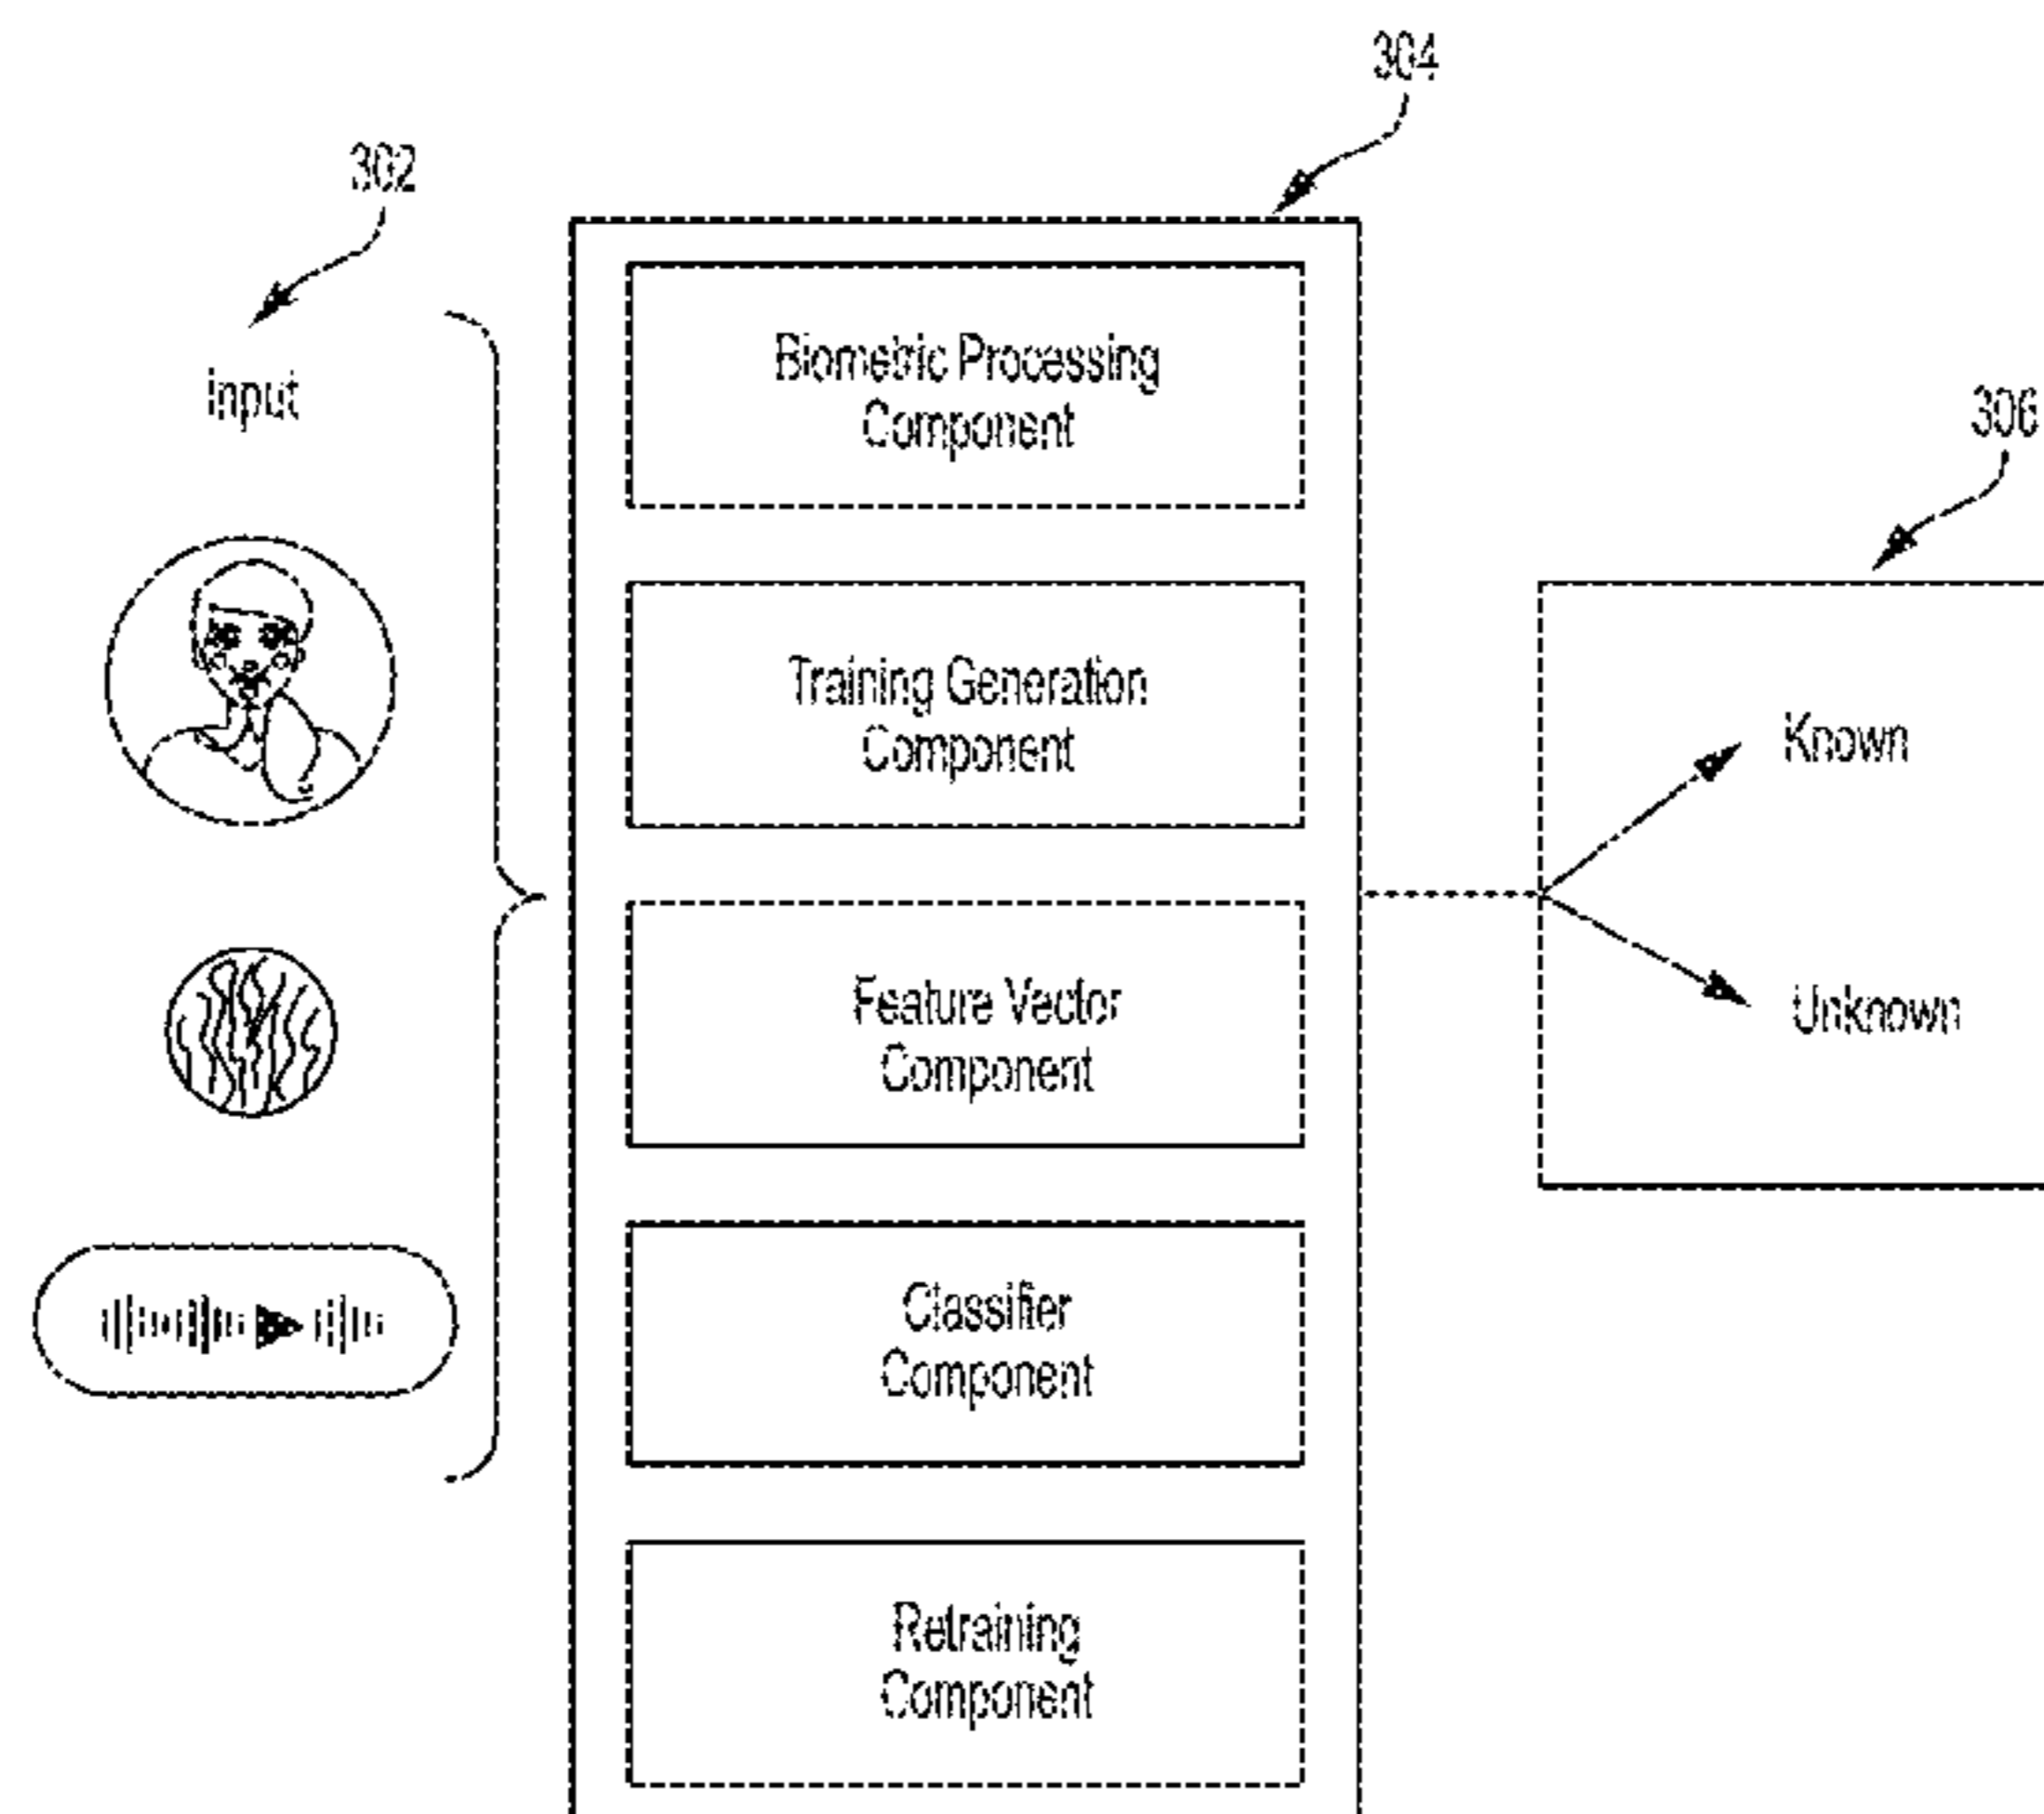 304
302
Input
Biometric Processing
Component
306
Training Generation
Component
Known
Feature Vector
Component
Unknown
Classifier
Component
Retraining
Component